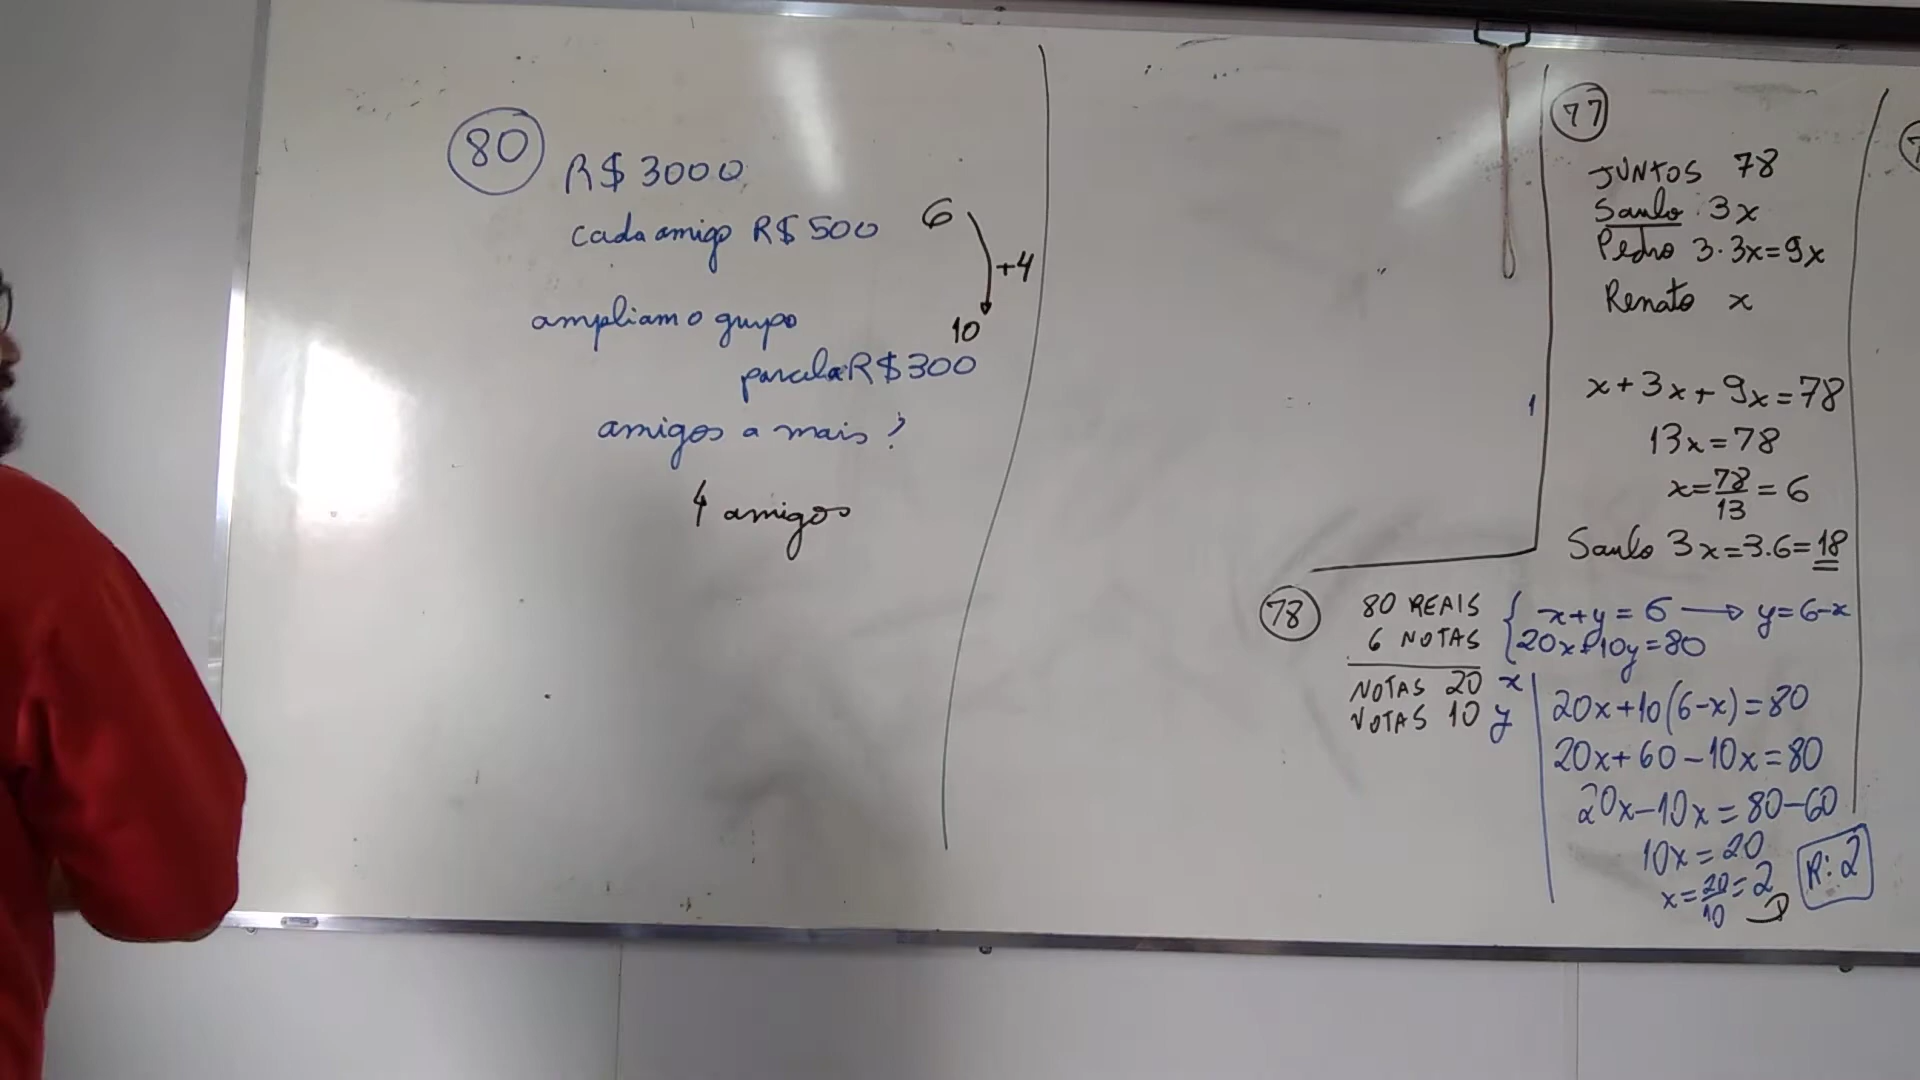 80
R$ 3000
cada amigo R$ 500
6
+4
10
ampliam o grupo
parcela R$ 300
amigos a mais?
4 amigos
77
JUNTOS 78
Saulo 3x
Pedro 3·3x=9x
Renato x
x+3x+9x=78
13x=78
x=78/13=6
Saulo 3x=3.6=18
78
80 REAIS
6 NOTAS
NOTAS 20 x
NOTAS 10 y
x+y=6 → y=6-x
20x+10y=80
20x+10(6-x)=80
20x+60-10x=80
20x-10x=80-60
10x=20
x=20/10=2
R:2